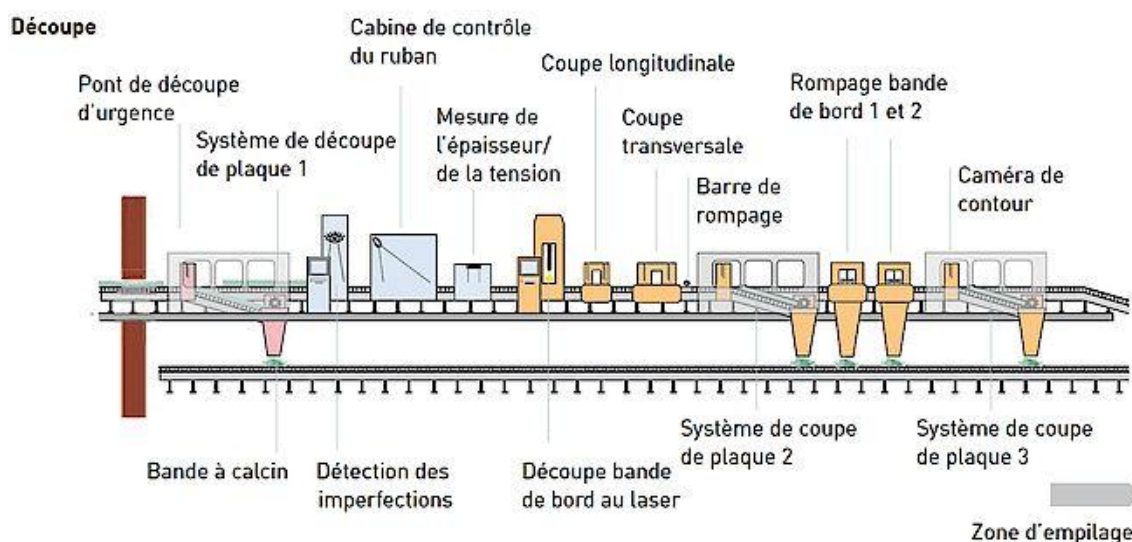 Découpe
Pont de découpe
d'urgence
Système de découpe
de plaque 1
Cabine de contrôle
du ruban
Mesure de
l'épaisseur/
de la tension
Coupe longitudinale
Coupe
transversale
Barre de
rompage
Rompage bande
de bord 1 et 2
Caméra de
contour
Bande à calcin
Détection des
imperfections
Découpe bande
de bord au laser
Système de coupe
de plaque 2
Système de coupe
de plaque 3
Zone d'empilage